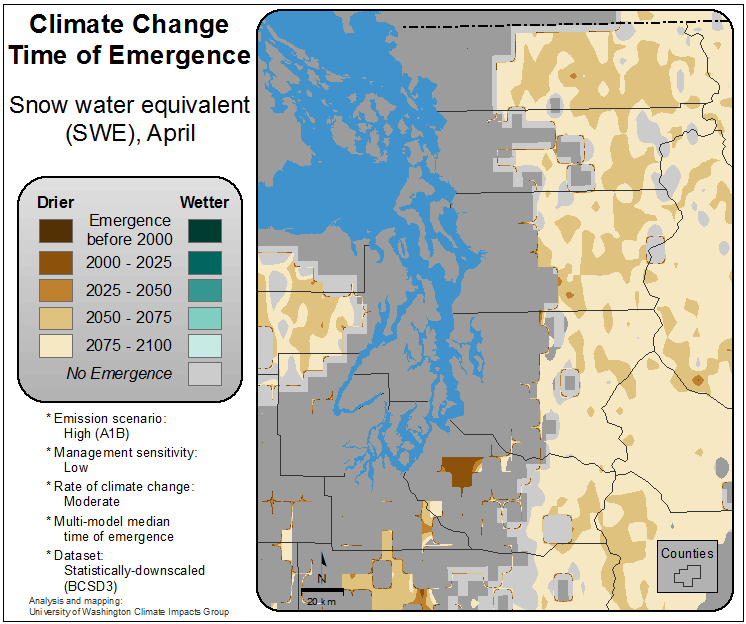 Climate Change
Time of Emergence
Snow water equivalent
(SWE), April
Drier
Wetter
Emergence
before 2000
2000 - 2025
2025 - 2050
2050 - 2075
2075 - 2100
No Emergence
* Emission scenario:
High (A1B)
* Management sensitivity:
Low
* Rate of climate change:
Moderate
* Multi-model median
time of emergence
* Dataset:
Statistically-downscaled
(BCSD3)
Analysis and mapping:
University of Washington Climate Impacts Group
N
20 km
Counties